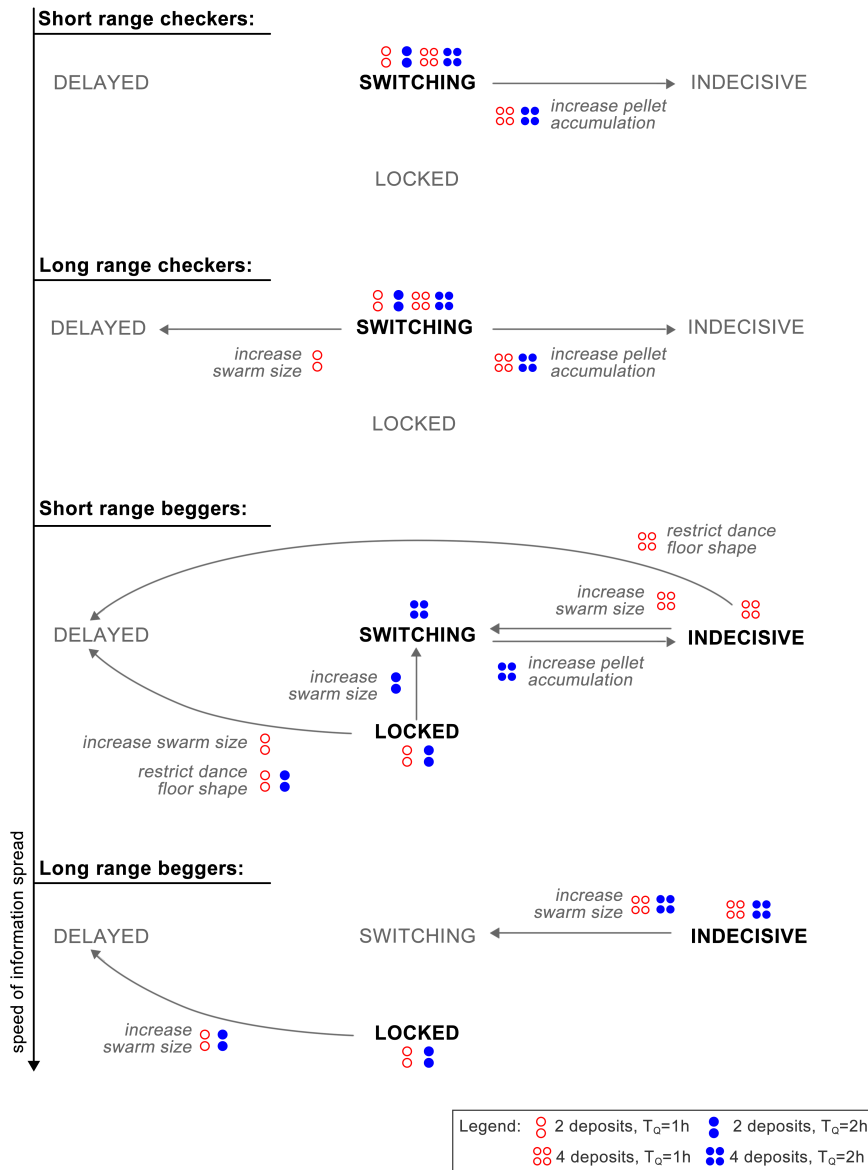 Short range checkers:
DELAYED
SWITCHING
INDECISIVE
increase pellet
accumulation
LOCKED
Long range checkers:
DELAYED
SWITCHING
INDECISIVE
increase
swarm size
increase pellet
accumulation
LOCKED
Short range beggers:
restrict dance
floor shape
increase
swarm size
DELAYED
SWITCHING
INDECISIVE
increase pellet
accumulation
increase
swarm size
LOCKED
increase swarm size
restrict dance
floor shape
speed of information spread
Long range beggers:
increase
swarm size
DELAYED
SWITCHING
INDECISIVE
increase
swarm size
LOCKED
Legend: 2 deposits, TQ=1h 2 deposits, TQ=2h
4 deposits, TQ=1h 4 deposits, TQ=2h